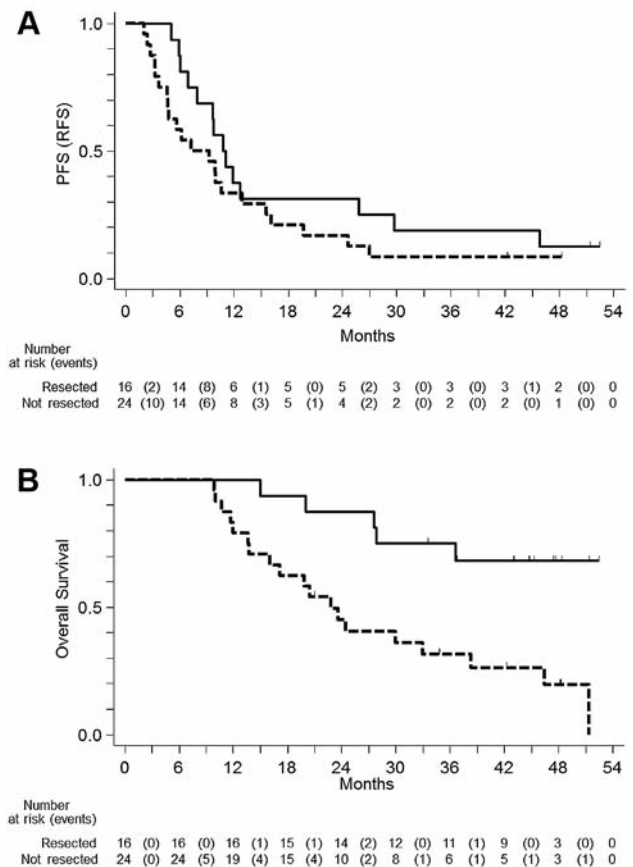 A
1.0
0.5
0.0
PFS (RFS)
0 6 12 18 24 30 36 42 48 54
Months
Number
at risk (events)
Resected 16 (2) 14 (8) 6 (1) 5 (0) 5 (2) 3 (0) 3 (0) 3 (1) 2 (0) 0
Not resected 24 (10) 14 (6) 8 (3) 5 (1) 4 (2) 2 (0) 2 (0) 2 (0) 1 (0) 0
B
1.0
0.5
0.0
Overall Survival
0 6 12 18 24 30 36 42 48 54
Months
Number
at risk (events)
Resected 16 (0) 16 (0) 16 (1) 15 (1) 14 (2) 12 (0) 11 (1) 9 (0) 3 (0) 0
Not resected 24 (0) 24 (5) 19 (4) 15 (4) 10 (2) 8 (1) 6 (1) 5 (1) 3 (1) 0